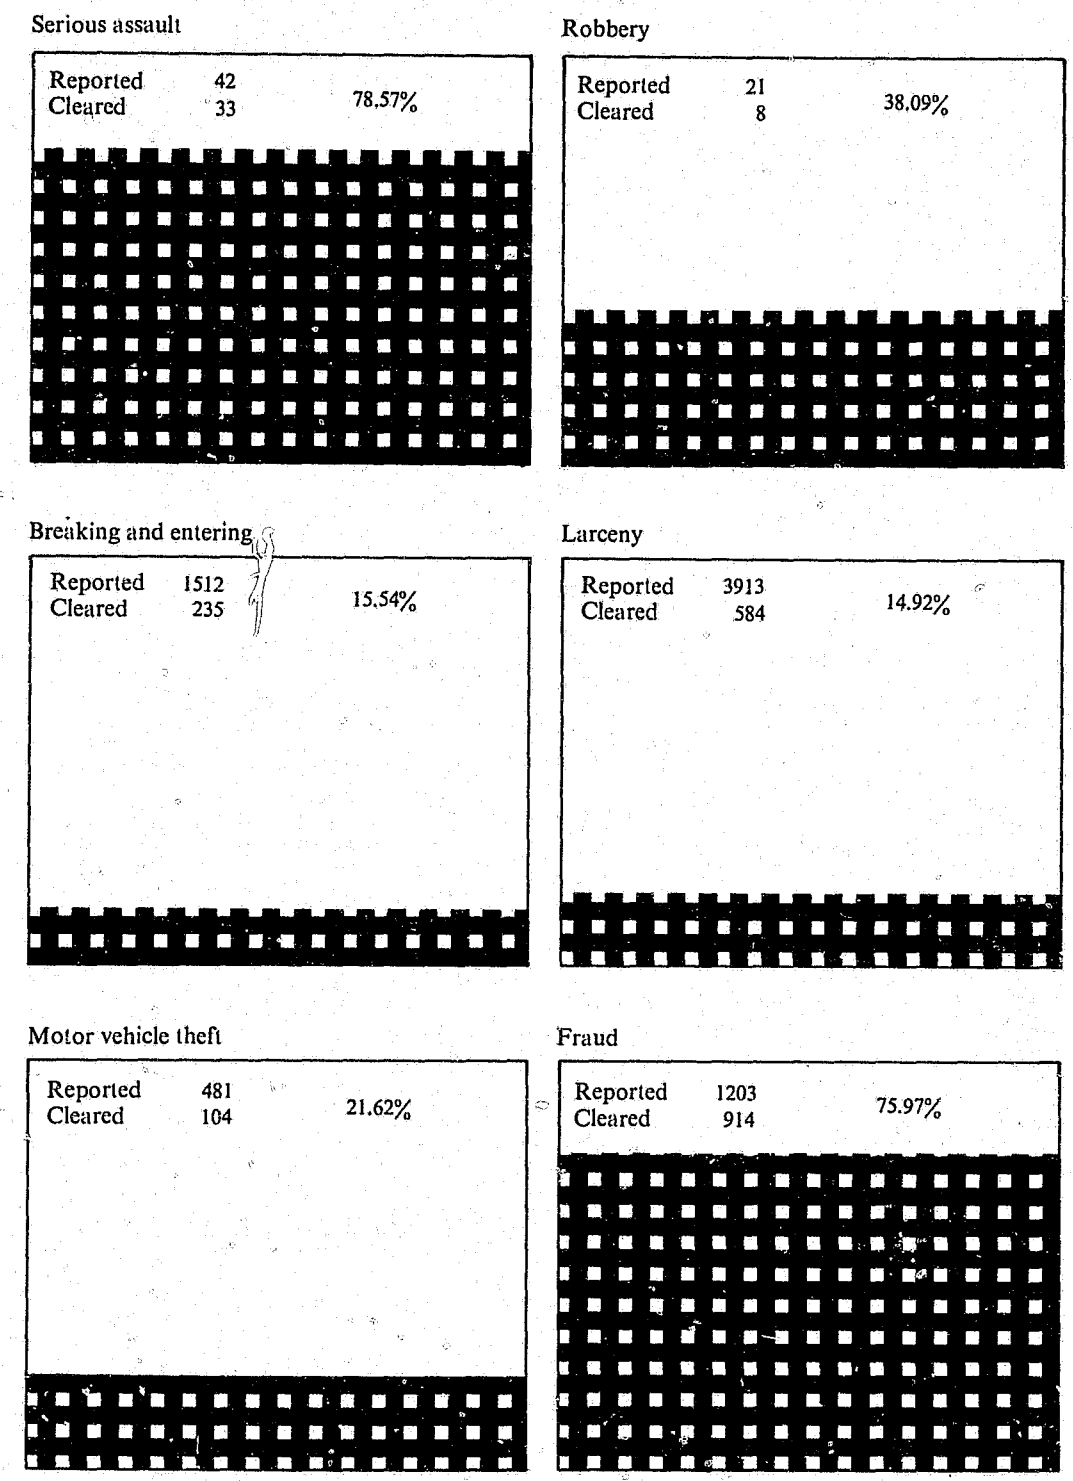 Serious assault
Reported 42
Cleared 33
78.57%
Robbery
Reported 21
Cleared 8
38.09%
Breaking and entering
Reported 1512
Cleared 235
15.54%
Larceny
Reported 3913
Cleared 584
14.92%
Motor vehicle theft
Reported 481
Cleared 104
21.62%
Fraud
Reported 1203
Cleared 914
75.97%